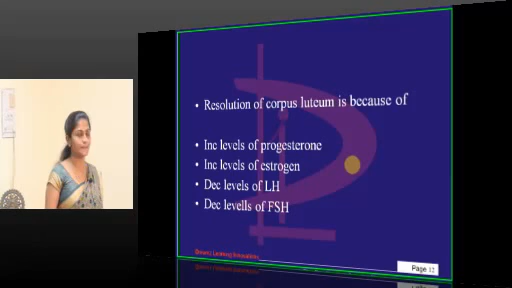 • Resolution of corpus luteum is because of
• Inc levels of progesterone
• Inc levels of estrogen
• Dec levels of LH
• Dec levells of FSH
Page 12